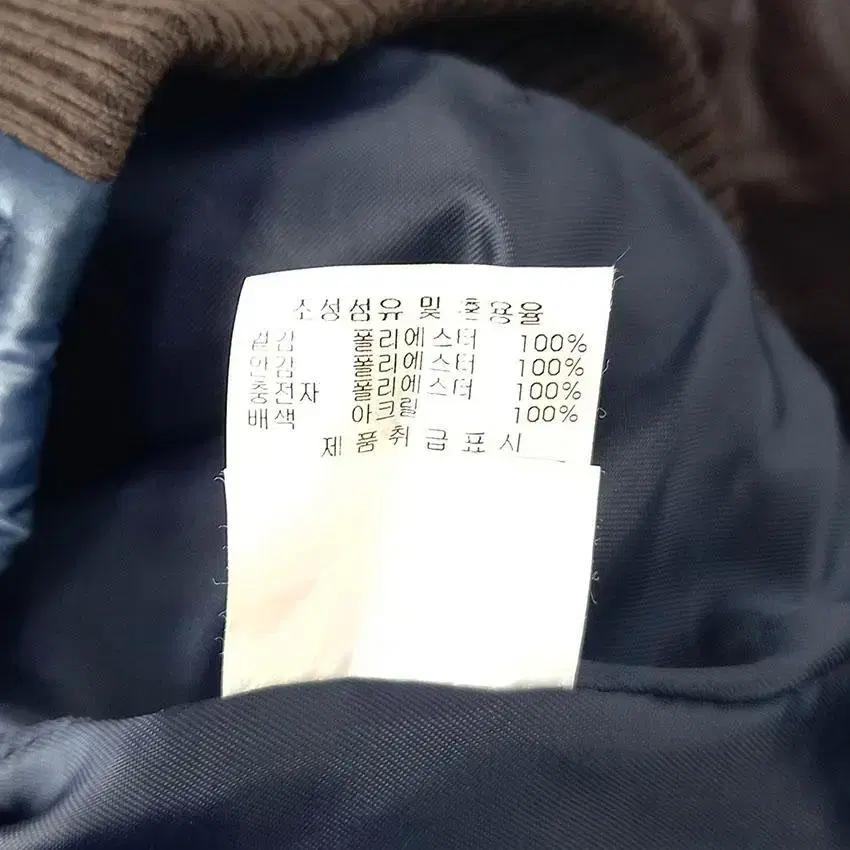 조성섬유 및 혼용율
겉감 폴리에스터 100%
안감 폴리에스터 100%
충전재 폴리에스터 100%
배색 아크릴 100%
제품취급표시